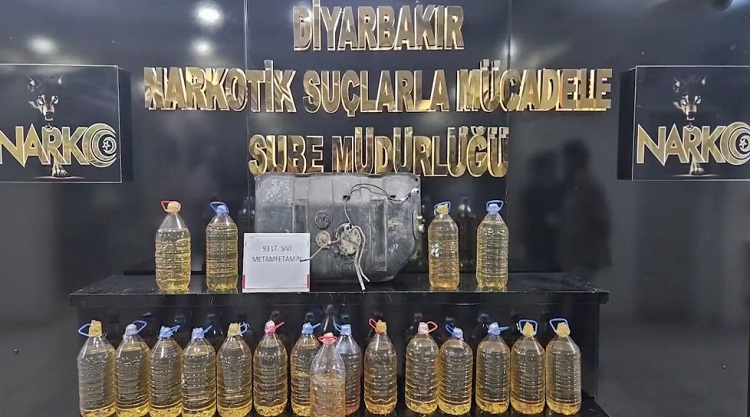 DİYARBAKIR
NARKOTİK SUÇLARLA MÜCADELE
ŞUBE MÜDÜRLÜĞÜ
NARKO
NARKO
93 LT. SIVI
METAMFETAMİN